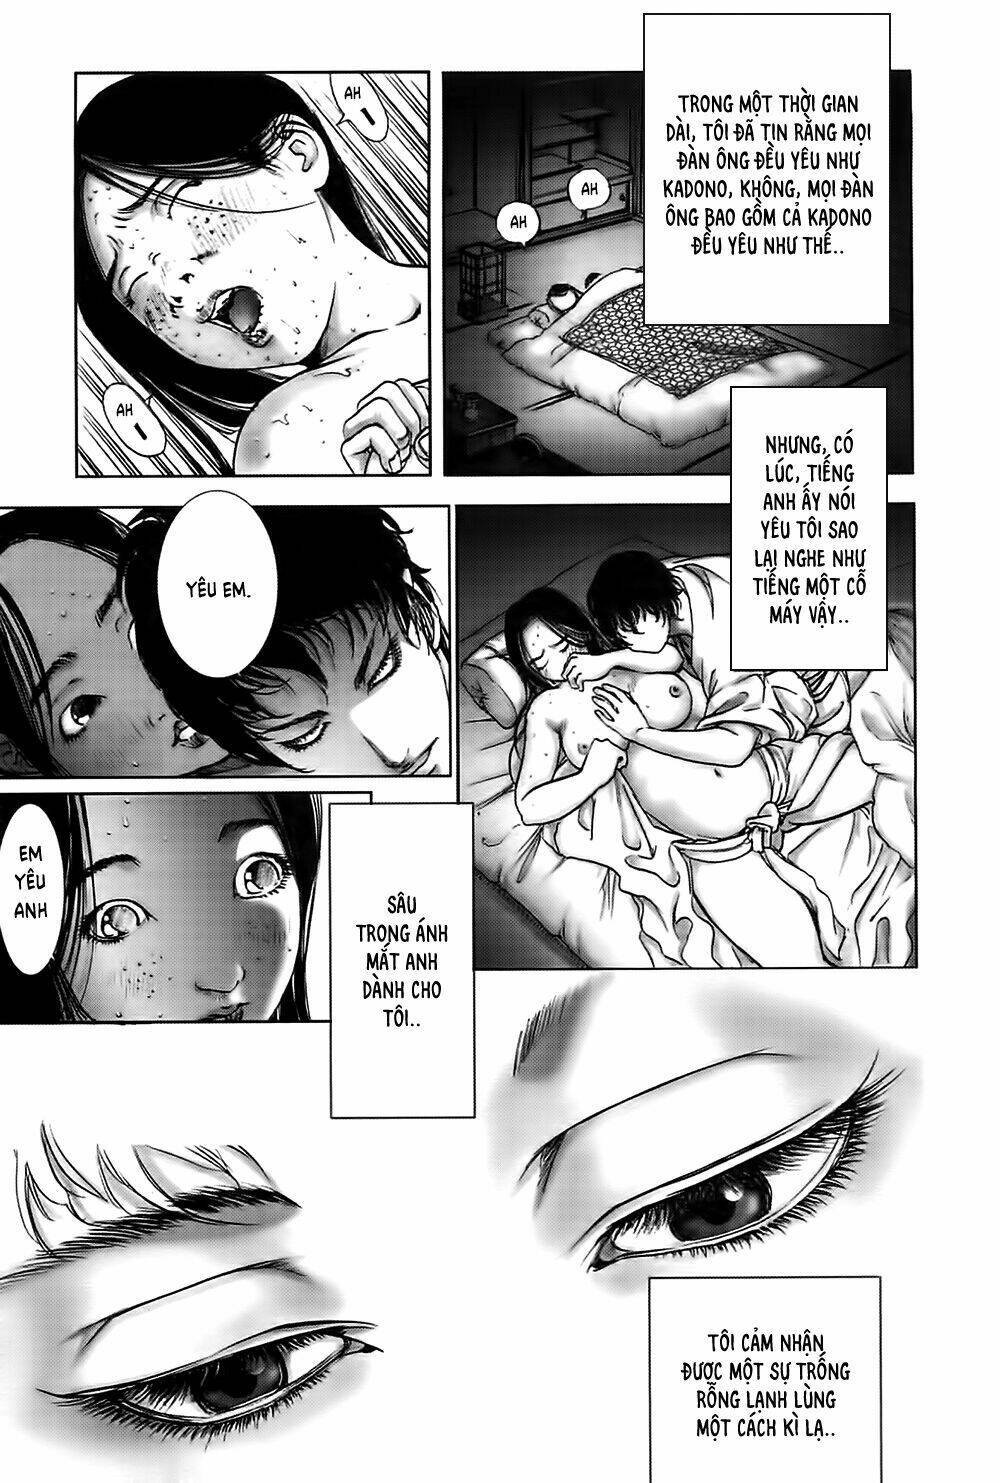 TRONG MỘT THỜI GIAN
DÀI, TÔI ĐÃ TIN RẰNG MỌI
ĐÀN ÔNG ĐỀU YÊU NHƯ
KADONO, KHÔNG, MỌI ĐÀN
ÔNG BAO GỒM CẢ KADONO
ĐỀU YÊU NHƯ THẾ..
AH
AH
AH
AH
NHƯNG, CÓ
LÚC, TIẾNG
ANH ẤY NÓI
YÊU TÔI SAO
LẠI NGHE NHƯ
TIẾNG MỘT CỖ
MÁY VẬY..
YÊU EM.
EM
YÊU
ANH
SÂU
TRONG ÁNH
MẮT ANH
DÀNH CHO
TÔI..
TÔI CẢM NHẬN
ĐƯỢC MỘT SỰ TRỐNG
RỖNG LẠNH LÙNG
MỘT CÁCH KÌ LẠ..